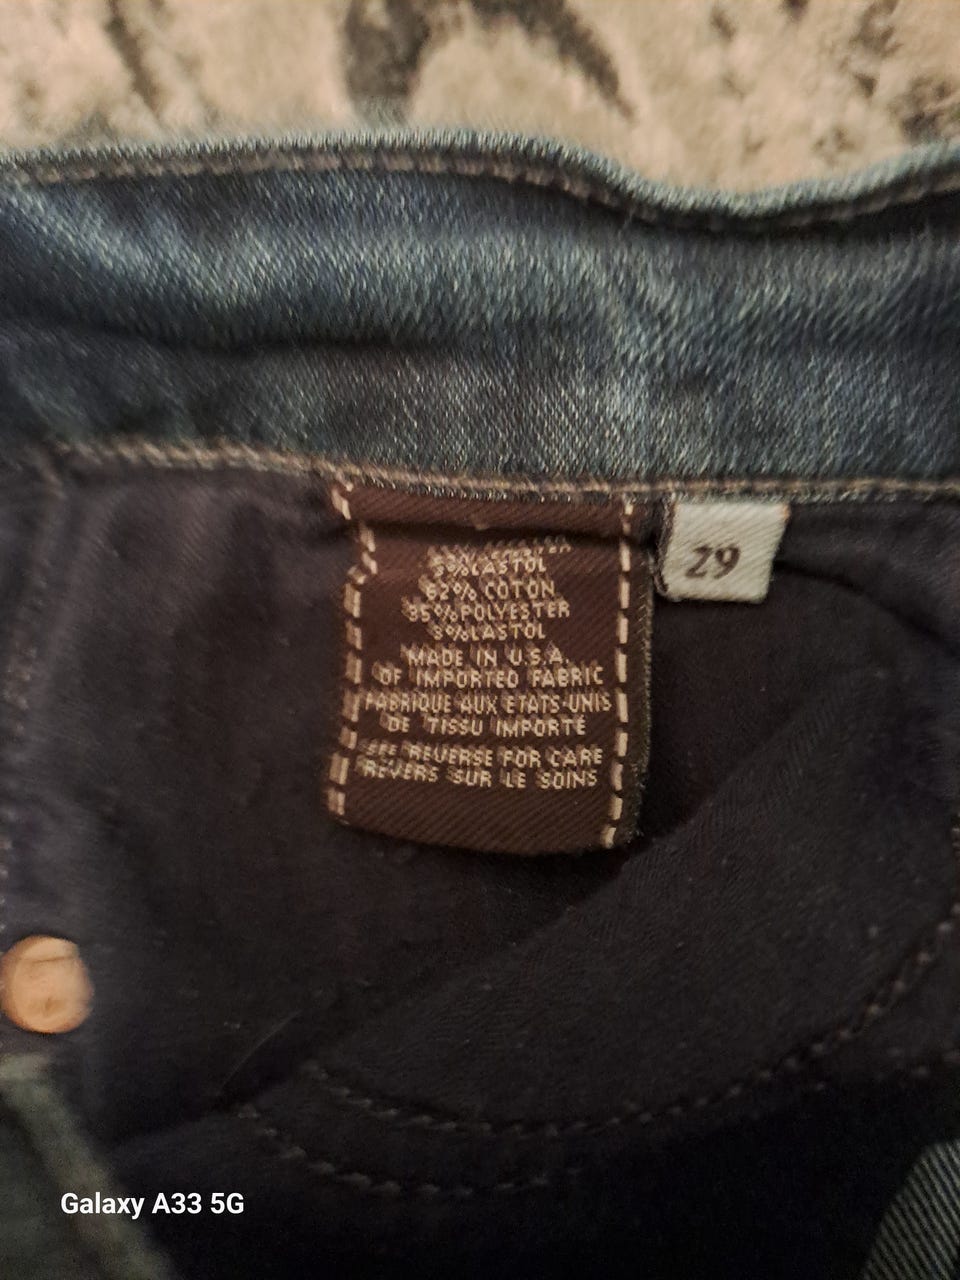 3%LASTOL
62% COTON
35%POLYESTER
3%LASTOL
MADE IN U.S.A.
OF IMPORTED FABRIC
FABRIQUE AUX ETATS-UNIS
DE TISSU IMPORTÉ
SEE REVERSE FOR CARE
REVERS SUR LE SOINS
29
Galaxy A33 5G